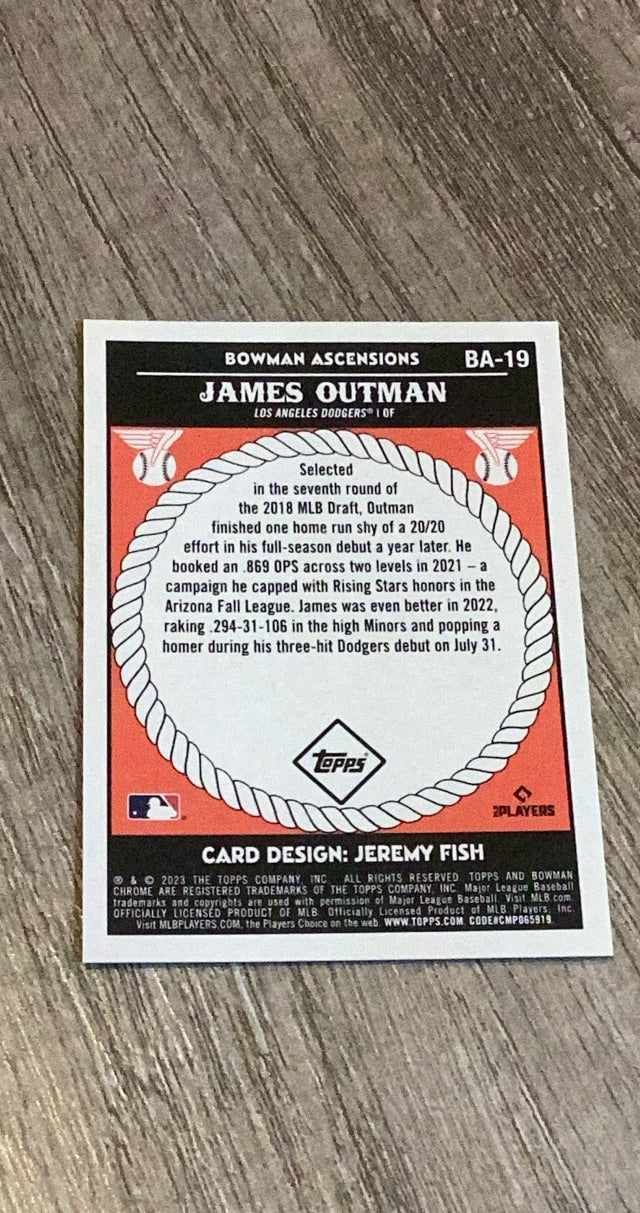 BOWMAN ASCENSIONS BA-19
JAMES OUTMAN
LOS ANGELES DODGERS® | OF
Selected
in the seventh round of
the 2018 MLB Draft, Outman
finished one home run shy of a 20/20
effort in his full-season debut a year later. He
booked an .869 OPS across two levels in 2021 – a
campaign he capped with Rising Stars honors in the
Arizona Fall League. James was even better in 2022,
raking .294-31-106 in the high Minors and popping a
homer during his three-hit Dodgers debut on July 31.
topps®
MLB PLAYERS
CARD DESIGN: JEREMY FISH
® & © 2023 THE TOPPS COMPANY, INC. ALL RIGHTS RESERVED. TOPPS AND BOWMAN
CHROME ARE REGISTERED TRADEMARKS OF THE TOPPS COMPANY, INC. Major League Baseball
trademarks and copyrights are used with permission of Major League Baseball. Visit MLB.com.
OFFICIALLY LICENSED PRODUCT OF MLB Players, Inc.
Visit MLBPLAYERS.COM, the Players Choice on the web. WWW.TOPPS.COM CODE#CMP065919